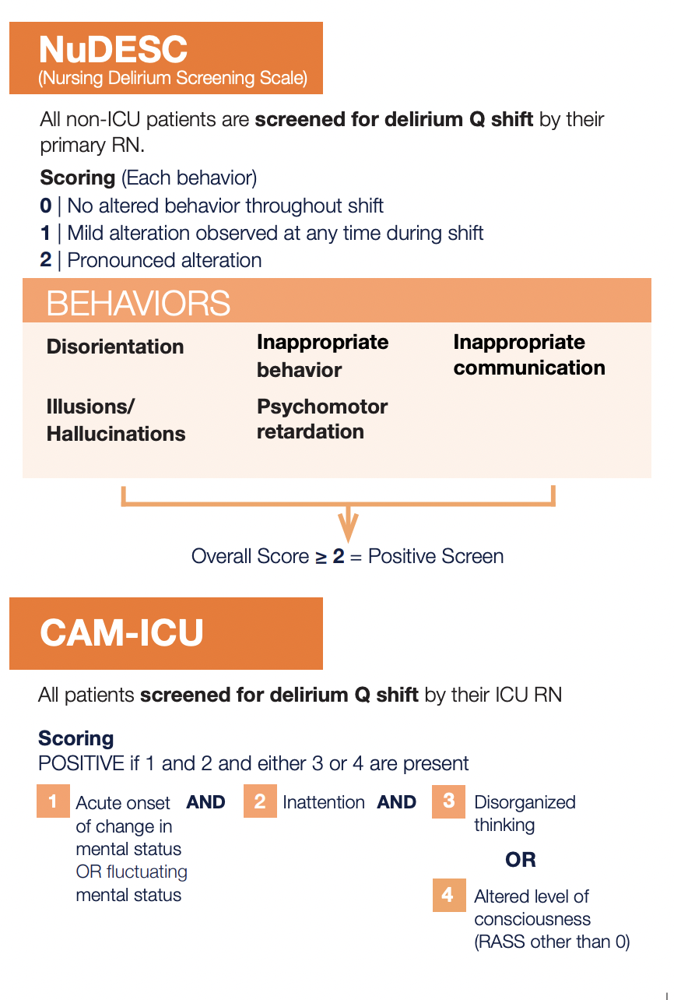 NuDESC
(Nursing Delirium Screening Scale)
All non-ICU patients are screened for delirium Q shift by their
primary RN.
Scoring (Each behavior)
0 | No altered behavior throughout shift
1 | Mild alteration observed at any time during shift
2 | Pronounced alteration
BEHAVIORS
Disorientation
Inappropriate
behavior
Inappropriate
communication
Illusions/
Hallucinations
Psychomotor
retardation
Overall Score ≥ 2 = Positive Screen
CAM-ICU
All patients screened for delirium Q shift by their ICU RN
Scoring
POSITIVE if 1 and 2 and either 3 or 4 are present
1 Acute onset
of change in
mental status
OR fluctuating
mental status
AND
2 Inattention
AND
3 Disorganized
thinking
OR
4 Altered level of
consciousness
(RASS other than 0)